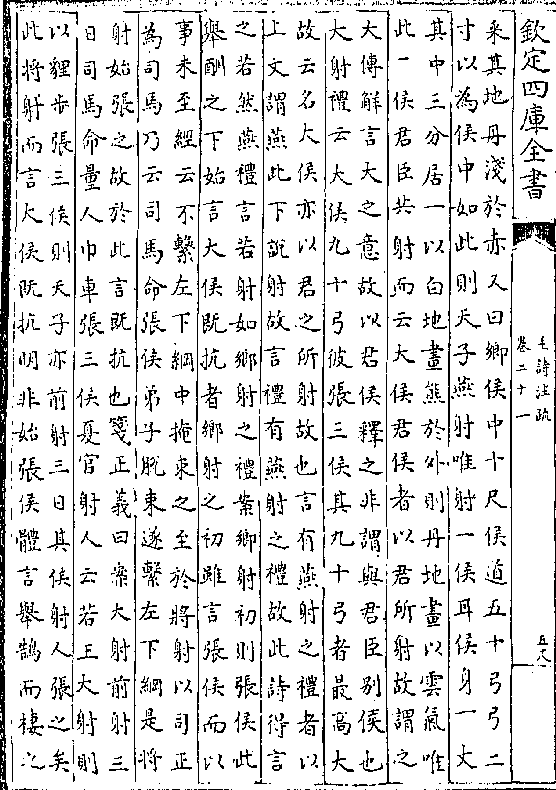 欽定四庫全書
毛詩注疏
卷二十一
五八
采其地丹淺於赤又曰鄉侯中十尺侯道五十弓弓二
寸以為侯中如此則天子燕射唯射一侯耳侯身一丈
其中三分居一以白地畫熊於外則丹地畫以雲氣唯
此一侯君臣共射而云大侯君侯者以君所射故謂之
大傳解言大之意故以君侯釋之非謂與君臣別侯也
大射禮云大侯九十弓彼張三侯其九十弓者最高大
故云名大侯亦以君之所射故也言有燕射之禮者以
上文謂燕此下説射故言禮有燕射之禮故此詩得言
之若然燕禮言若射如鄉射之禮案鄉射初則張侯此
舉酬之下始言大侯既抗者鄉射之初雖言張侯而以
事未至經云不繫左下綱中掩束之至於將射以司正
為司馬乃云司馬命張侯弟子脱束遂繫左下綱是將
射始張之故於此言既抗也箋正義曰案大射前射三
日司馬命量人巾車張三侯夏官射人云若王大射則
以貍步張三侯則天子亦前射三日其侯射人張之矣
此將射而言大侯既抗明非始張侯體言舉鵠而棲之